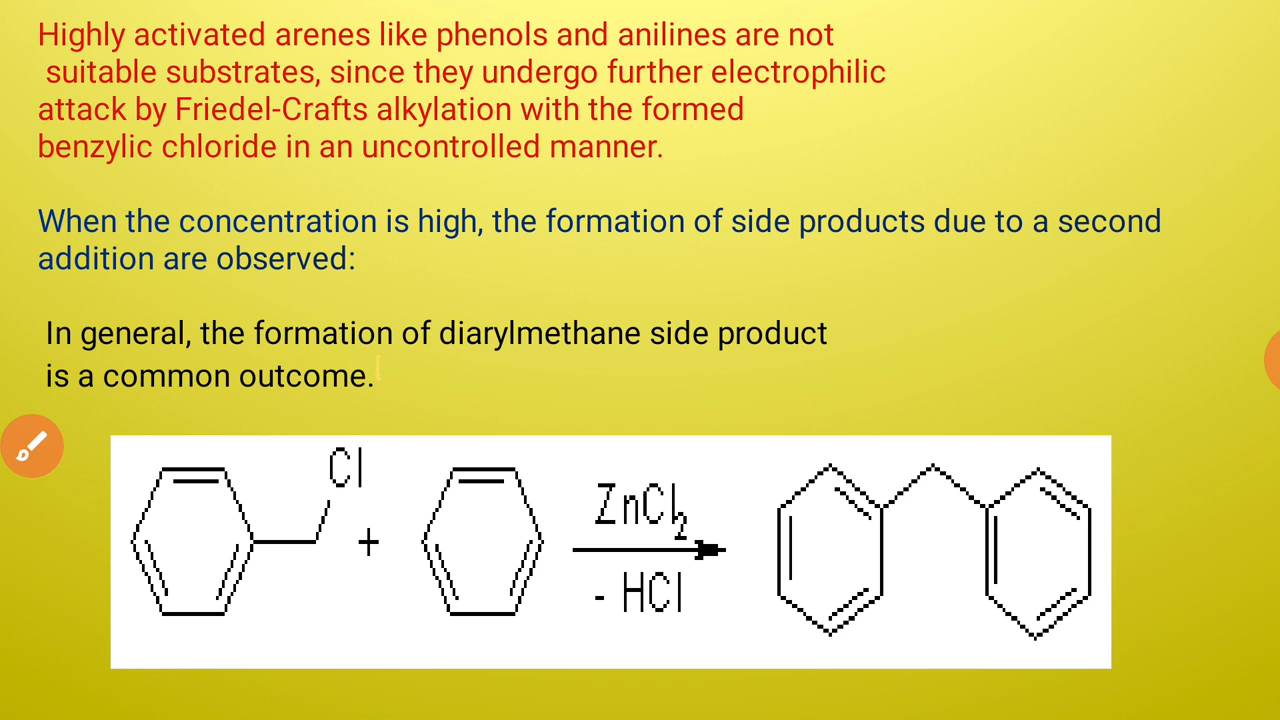 Highly activated arenes like phenols and anilines are not
suitable substrates, since they undergo further electrophilic
attack by Friedel-Crafts alkylation with the formed
benzylic chloride in an uncontrolled manner.
When the concentration is high, the formation of side products due to a second
addition are observed:
In general, the formation of diarylmethane side product
is a common outcome.[
Cl
+
ZnCl₂
- HCl